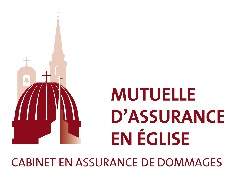 MUTUELLE
D'ASSURANCE
EN ÉGLISE
CABINET EN ASSURANCE DE DOMMAGES